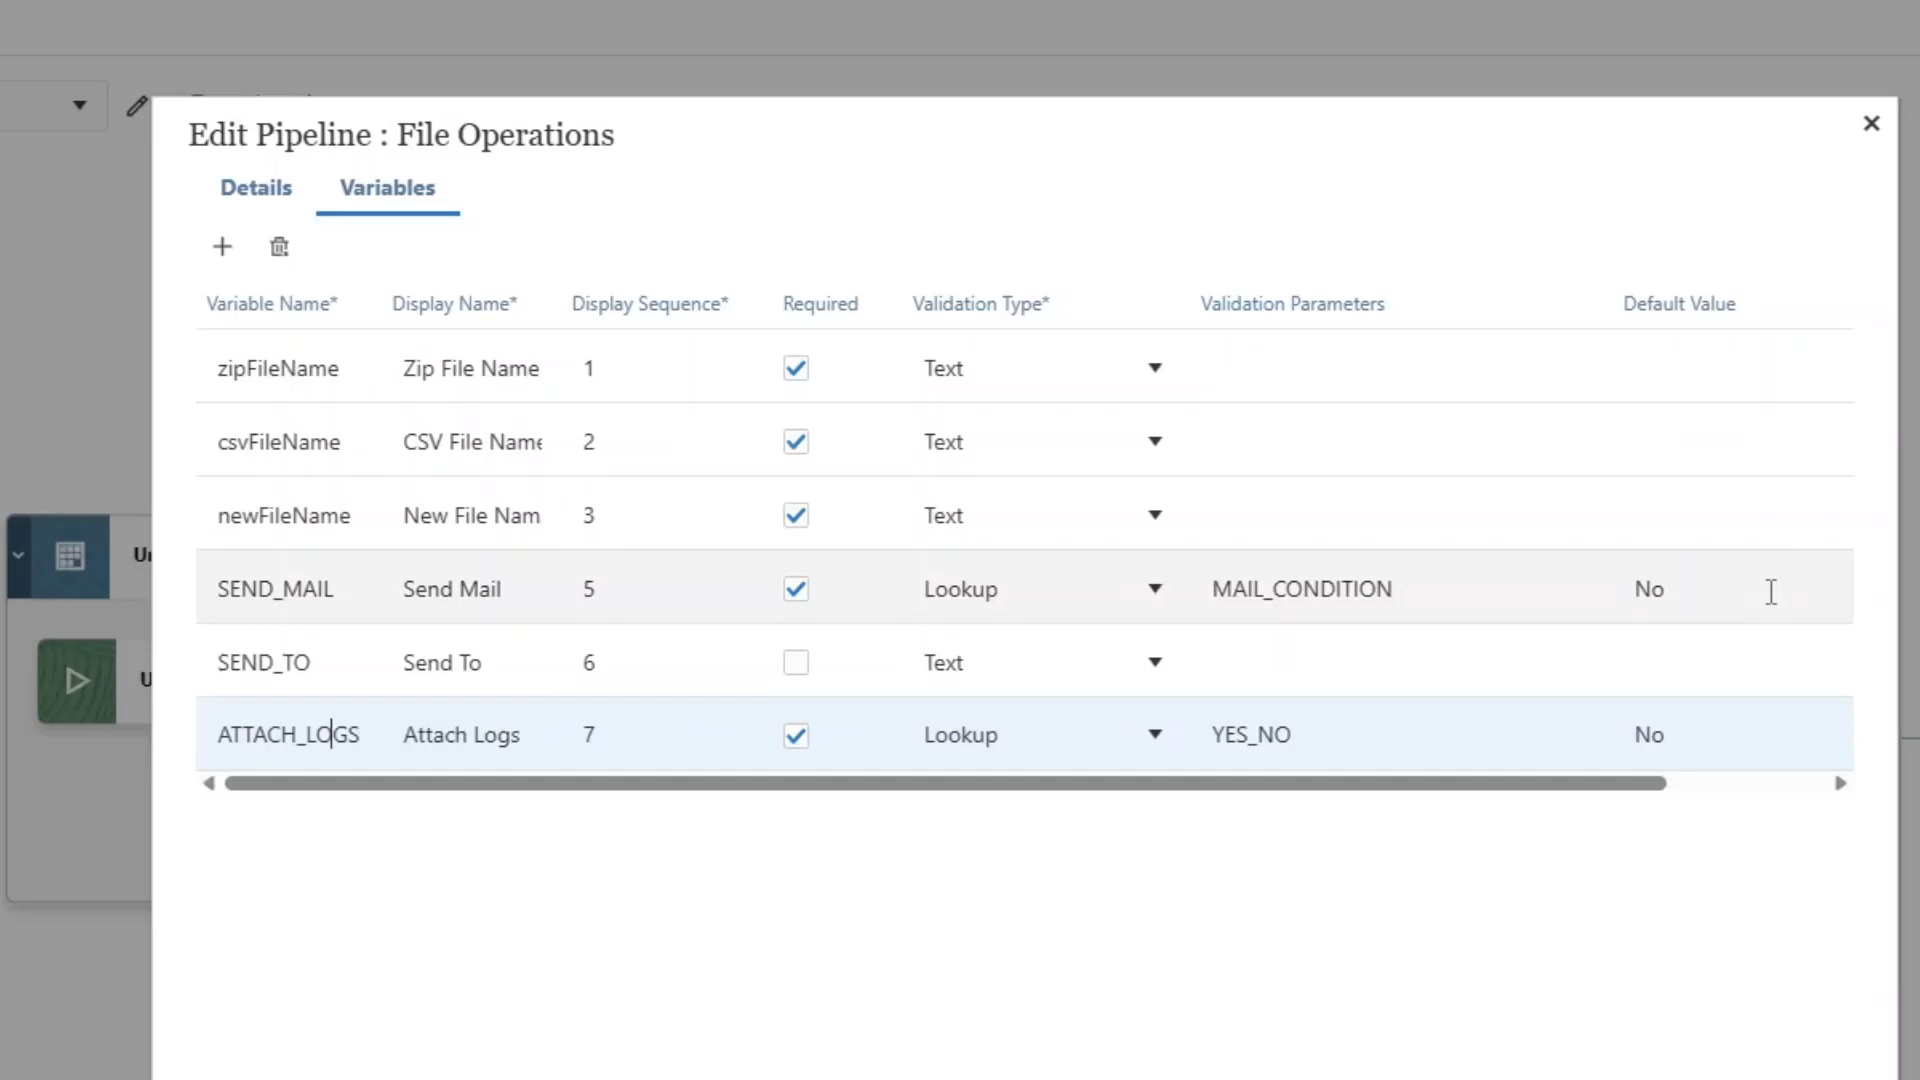 Edit Pipeline : File Operations
Details Variables
Variable Name* Display Name* Display Sequence* Required Validation Type* Validation Parameters Default Value
zipFileName Zip File Name 1 Text
csvFileName CSV File Name 2 Text
newFileName New File Nam 3 Text
SEND_MAIL Send Mail 5 Lookup MAIL_CONDITION No
SEND_TO Send To 6 Text
ATTACH_LOGS Attach Logs 7 Lookup YES_NO No